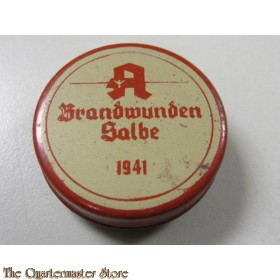 A
Brandwunden
Salbe
1941
The Quartermaster Store